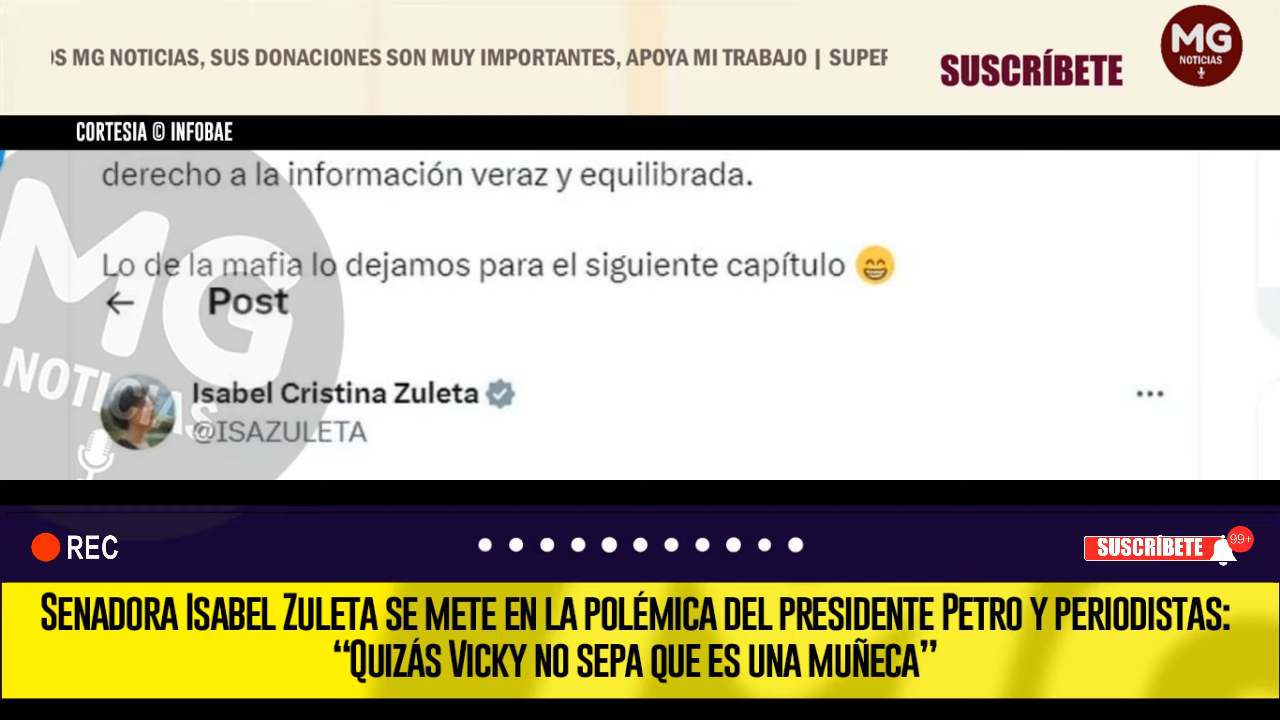 S MG NOTICIAS, SUS DONACIONES SON MUY IMPORTANTES, APOYA MI TRABAJO | SUPER
SUSCRÍBETE
MG
NOTICIAS
CORTESIA © INFOBAE
derecho a la información veraz y equilibrada.
Lo de la mafia lo dejamos para el siguiente capítulo 😁
← Post
MG
NOTICIAS
Isabel Cristina Zuleta
@ISAZULETA
REC
SUSCRÍBETE
99+
SENADORA ISABEL ZULETA SE METE EN LA POLÉMICA DEL PRESIDENTE PETRO Y PERIODISTAS:
“QUIZÁS VICKY NO SEPA QUE ES UNA MUÑECA”